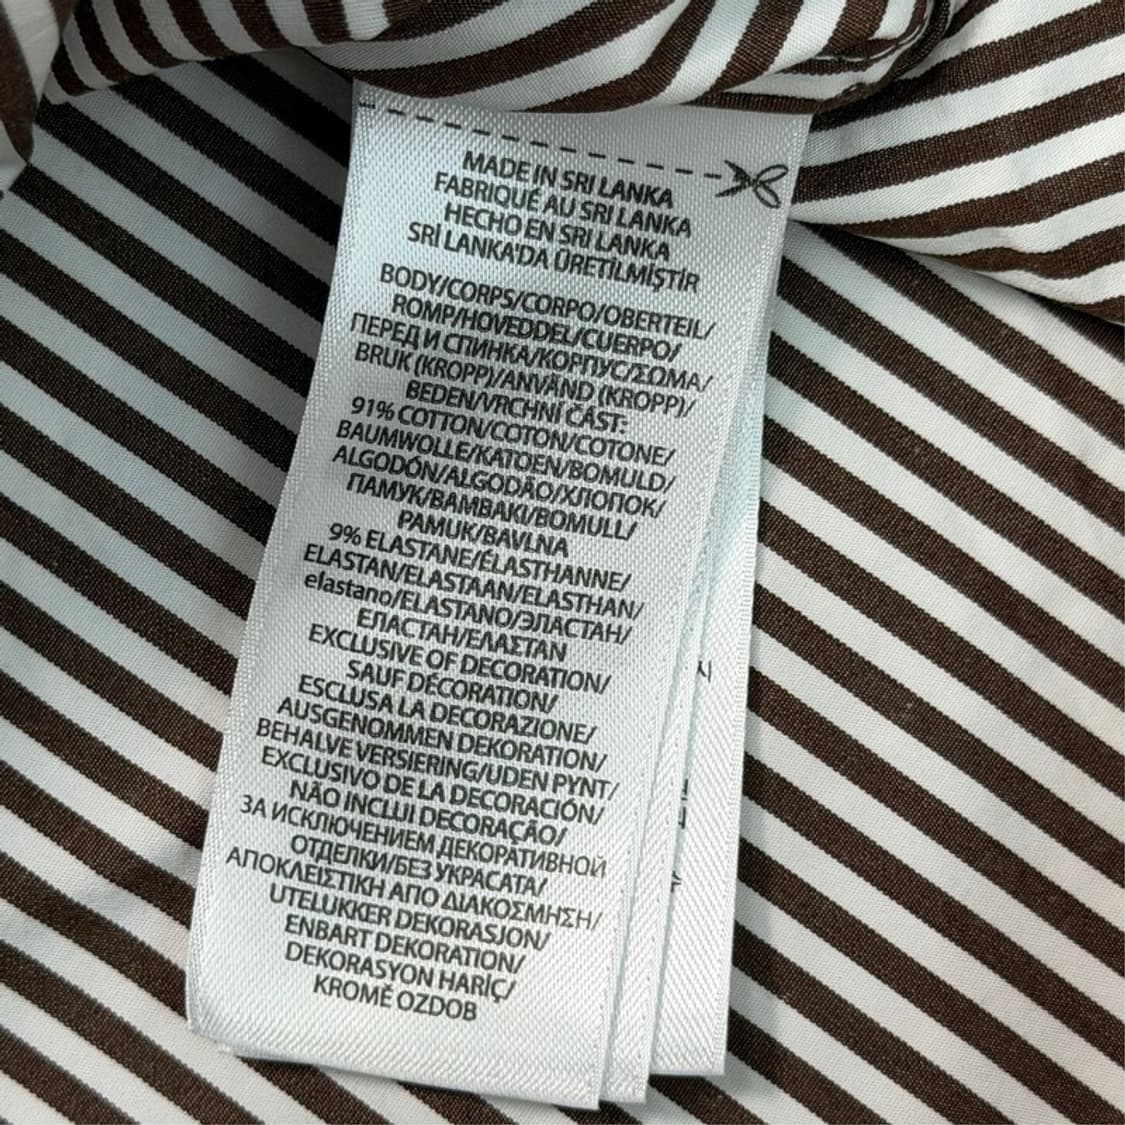 MADE IN SRI LANKA
FABRIQUÉ AU SRI LANKA
HECHO EN SRI LANKA
SRİ LANKA'DA ÜRETİLMİŞTİR
BODY/CORPS/CORPO/OBERTEIL/
ROMP/HOVEDDEL/CUERPO/
ПЕРЕД И СПИНКА/КОРПУС/ΣΩΜΑ/
BRUK (KROPP)/ANVÄND (KROPP)/
BEDEN/VRCHNÍ ČÁST:
91% COTTON/COTON/COTONE/
BAUMWOLLE/KATOEN/BOMULD/
ALGODÓN/ALGODÃO/ХЛОПОК/
ПАМУК/ΒΑΜΒΑΚΙ/BOMULL/
PAMUK/BAVLNA
9% ELASTANE/ÉLASTHANNE/
ELASTAN/ELASTAAN/ELASTHAN/
elastano/ELASTANO/ЭЛАСТАН/
ЕЛАСТАН/ΕΛΑΣΤΑΝ
EXCLUSIVE OF DECORATION/
SAUF DÉCORATION/
ESCLUSA LA DECORAZIONE/
AUSGENOMMEN DEKORATION/
BEHALVE VERSIERING/UDEN PYNT/
EXCLUSIVO DE LA DECORACIÓN/
NÃO INCLUI DECORAÇÃO/
ЗА ИСКЛЮЧЕНИЕМ ДЕКОРАТИВНОЙ
ОТДЕЛКИ/БЕЗ УКРАСАТА/
ΑΠΟΚΛΕΙΣΤΙΚΗ ΑΠΟ ΔΙΑΚΟΣΜΗΣΗ/
UTELUKKER DEKORASJON/
ENBART DEKORATION/
DEKORASYON HARİÇ/
KROMĚ OZDOB